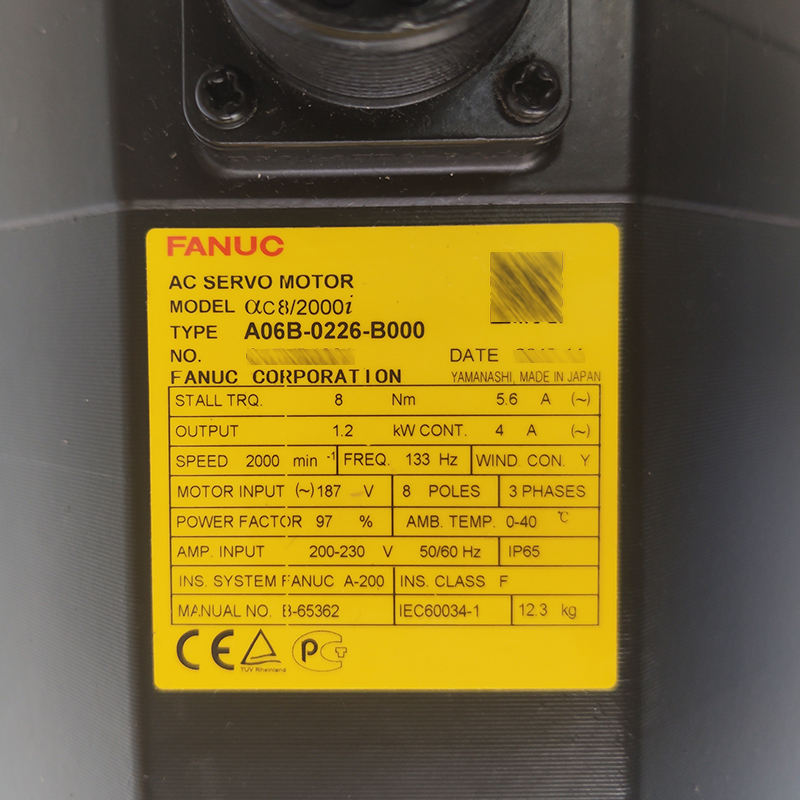 FANUC
AC SERVO MOTOR
MODEL αC8/2000i
TYPE A06B-0226-B000
NO. DATE
FANUC CORPORATION YAMANASHI, MADE IN JAPAN
STALL TRQ. 8 Nm 5.6 A (~)
OUTPUT 1.2 kW CONT. 4 A (~)
SPEED 2000 min -1 FREQ. 133 Hz WIND. CON. Y
MOTOR INPUT (~) 187 V 8 POLES 3 PHASES
POWER FACTOR 97 % AMB. TEMP. 0-40 ℃
AMP. INPUT 200-230 V 50/60 Hz IP65
INS. SYSTEM FANUC A-200 INS. CLASS F
MANUAL NO. B-65362 IEC60034-1 12.3 kg
CE TÜV Rheinland PCT